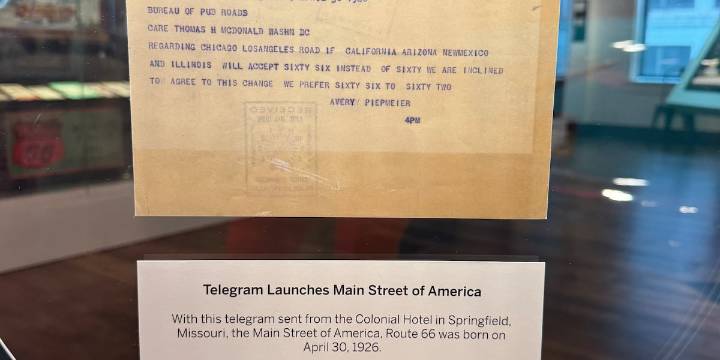 BUREAU OF PUB ROADS
CARE THOMAS H MCDONALD WASHN DC
REGARDING CHICAGO LOSANGELES ROAD IF CALIFORNIA ARIZONA NEWMEXICO
AND ILLINOIS WILL ACCEPT SIXTY SIX INSTEAD OF SIXTY WE ARE INCLINED
TO AGREE TO THIS CHANGE WE PREFER SIXTY SIX TO SIXTY TWO
AVERY PIEPMEIER
4PM
RECEIVED
Telegram Launches Main Street of America
With this telegram sent from the Colonial Hotel in Springfield,
Missouri, the Main Street of America, Route 66 was born on
April 30, 1926.